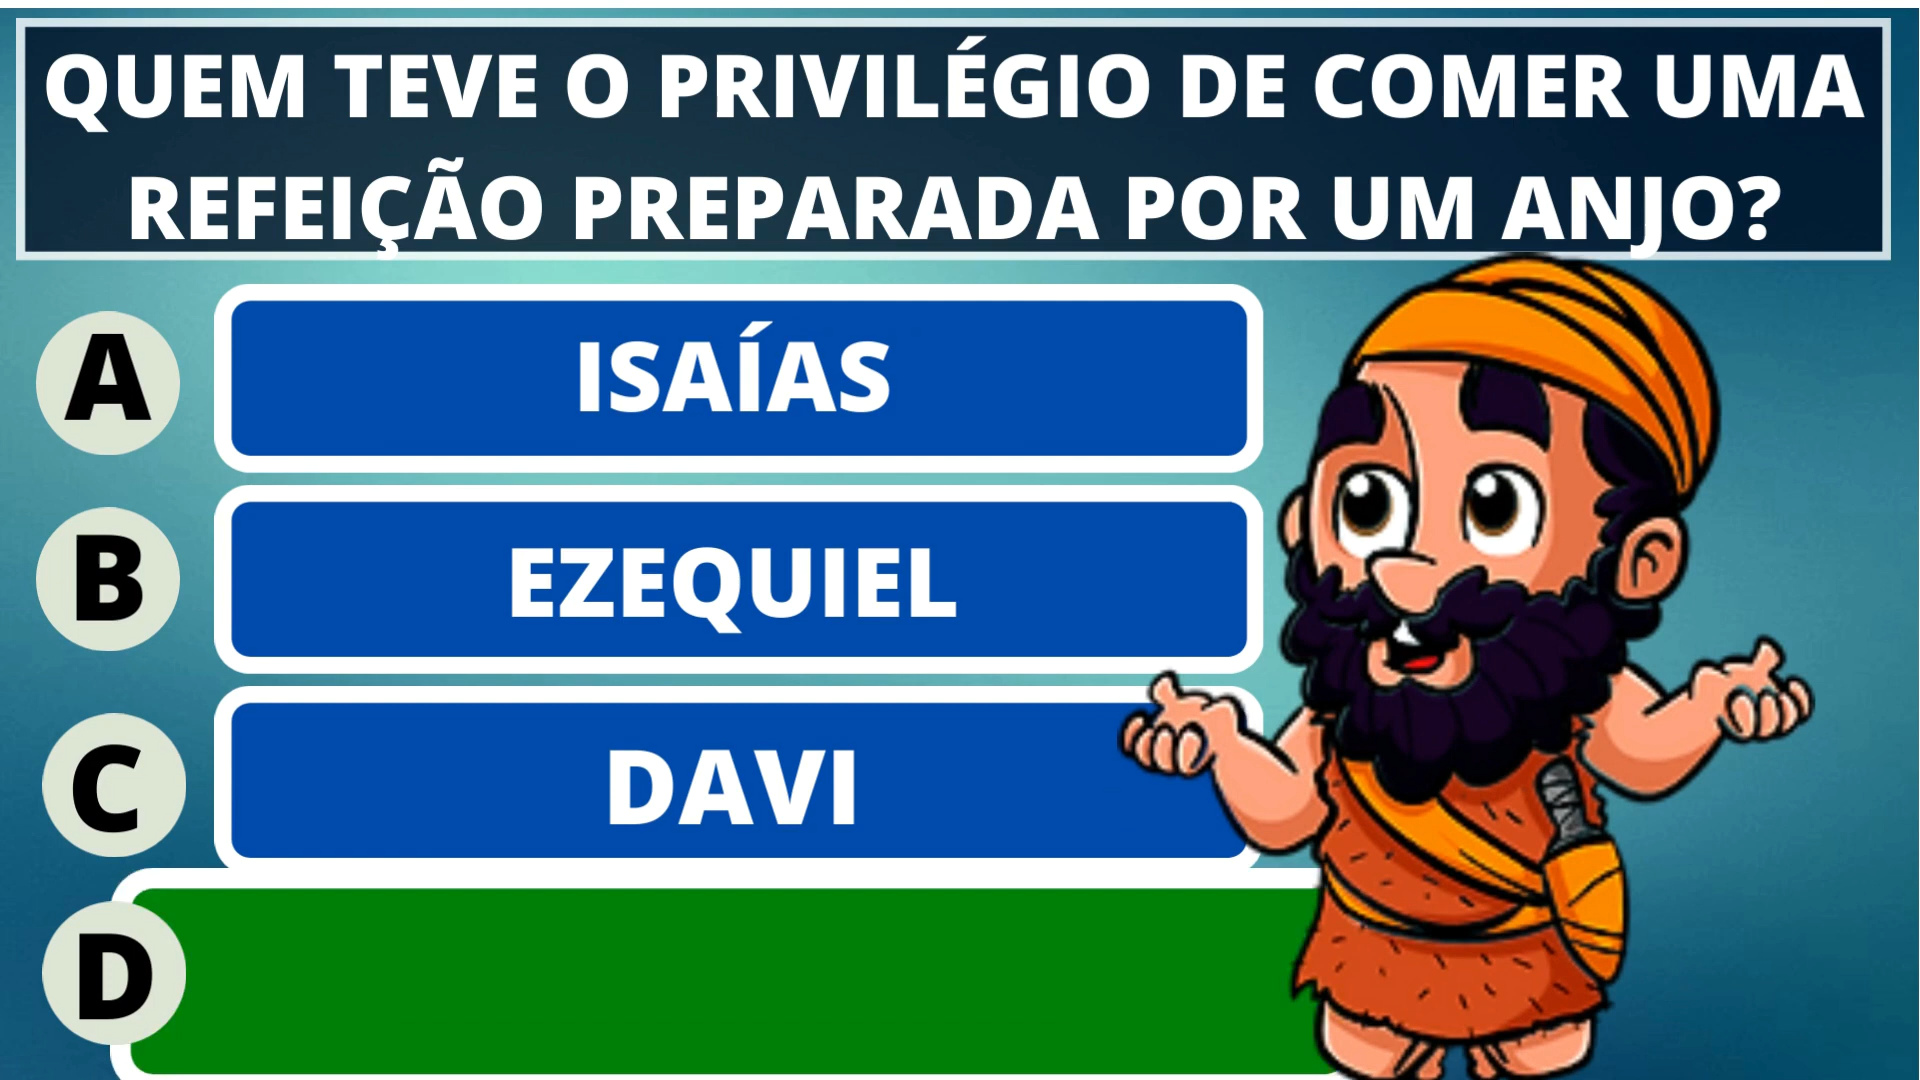 QUEM TEVE O PRIVILÉGIO DE COMER UMA
REFEIÇÃO PREPARADA POR UM ANJO?
A ISAÍAS
B EZEQUIEL
C DAVI
D